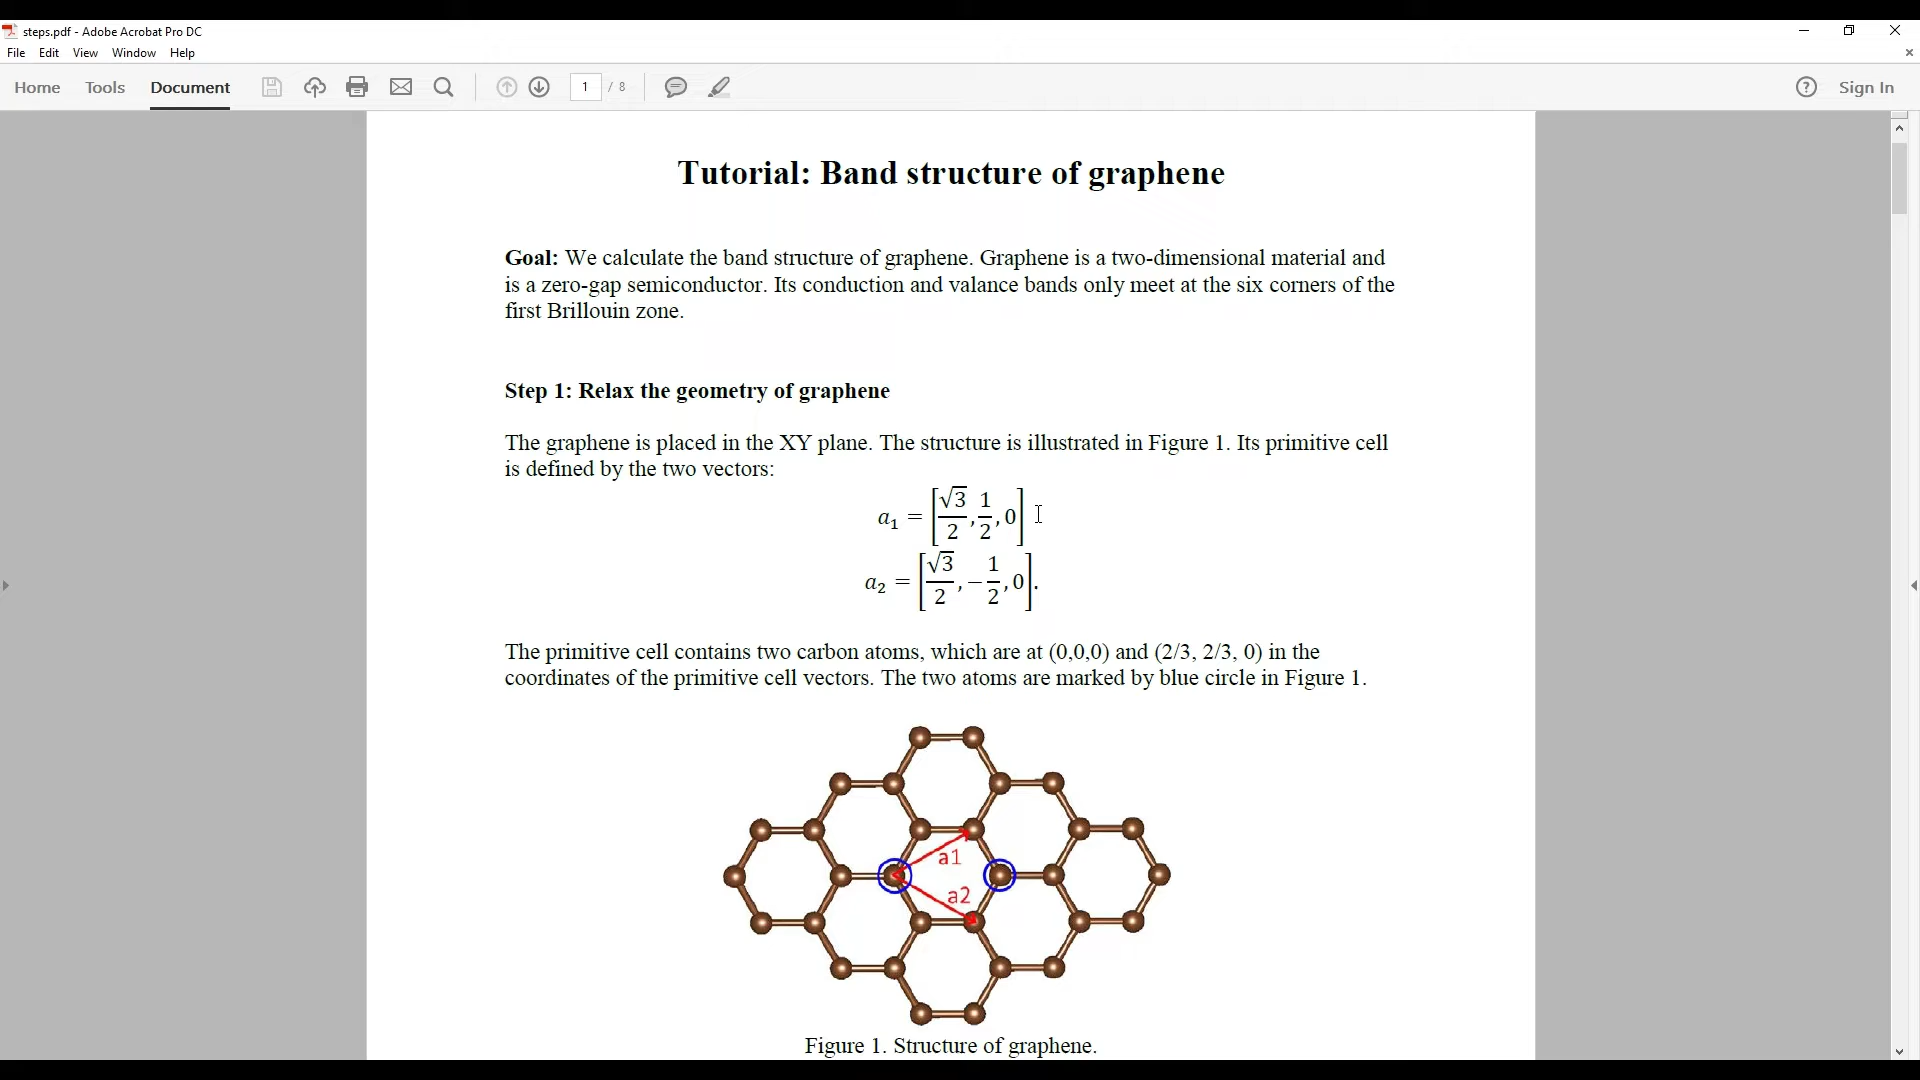 steps.pdf - Adobe Acrobat Pro DC
File Edit View Window Help
Home Tools Document 1 / 8 Sign In
Tutorial: Band structure of graphene
Goal: We calculate the band structure of graphene. Graphene is a two-dimensional material and
is a zero-gap semiconductor. Its conduction and valance bands only meet at the six corners of the
first Brillouin zone.
Step 1: Relax the geometry of graphene
The graphene is placed in the XY plane. The structure is illustrated in Figure 1. Its primitive cell
is defined by the two vectors:
a₁ = [√3/2, 1/2, 0]
a₂ = [√3/2, −1/2, 0].
The primitive cell contains two carbon atoms, which are at (0,0,0) and (2/3, 2/3, 0) in the
coordinates of the primitive cell vectors. The two atoms are marked by blue circle in Figure 1.
a1
a2
Figure 1. Structure of graphene.